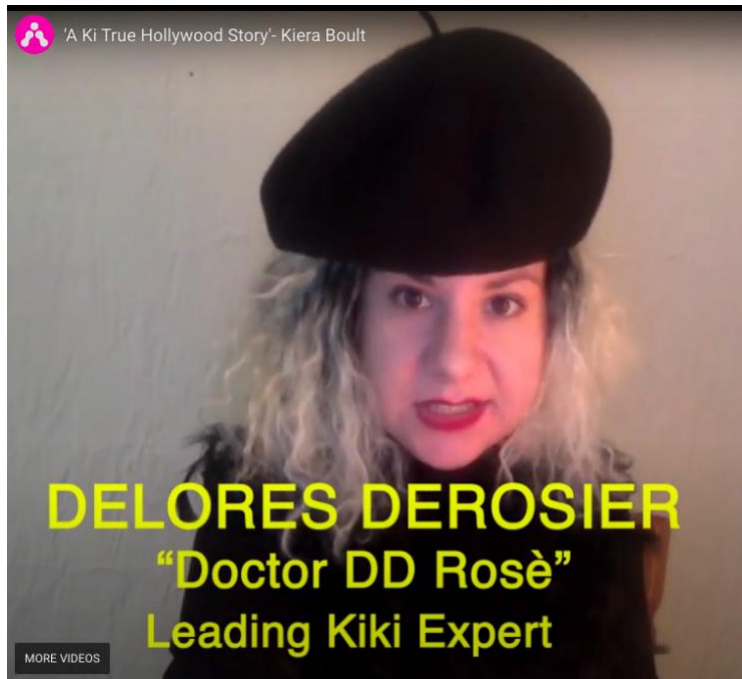 'A Ki True Hollywood Story'- Kiera Boult
DELORES DEROSIER
“Doctor DD Rosè”
Leading Kiki Expert
MORE VIDEOS